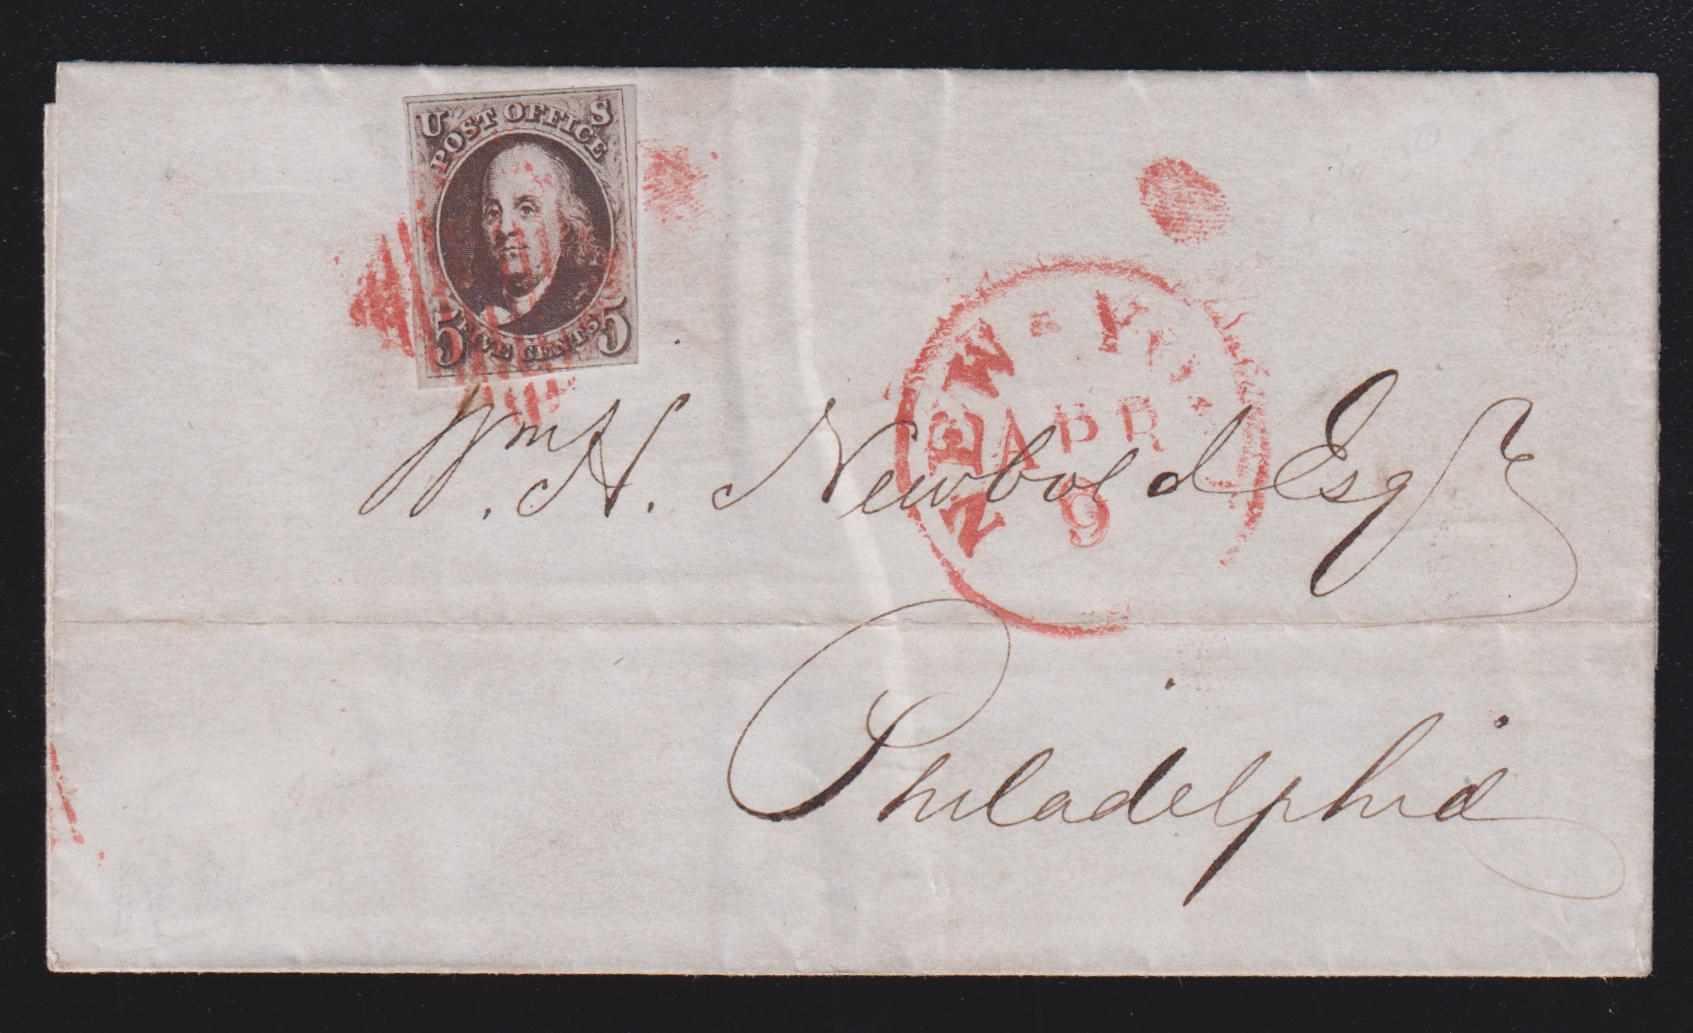 U S
POST OFFICE
5 FIVE CENTS 5
NEW-YORK
APR
9
Wm H. Newbold Esqr
Philadelphia